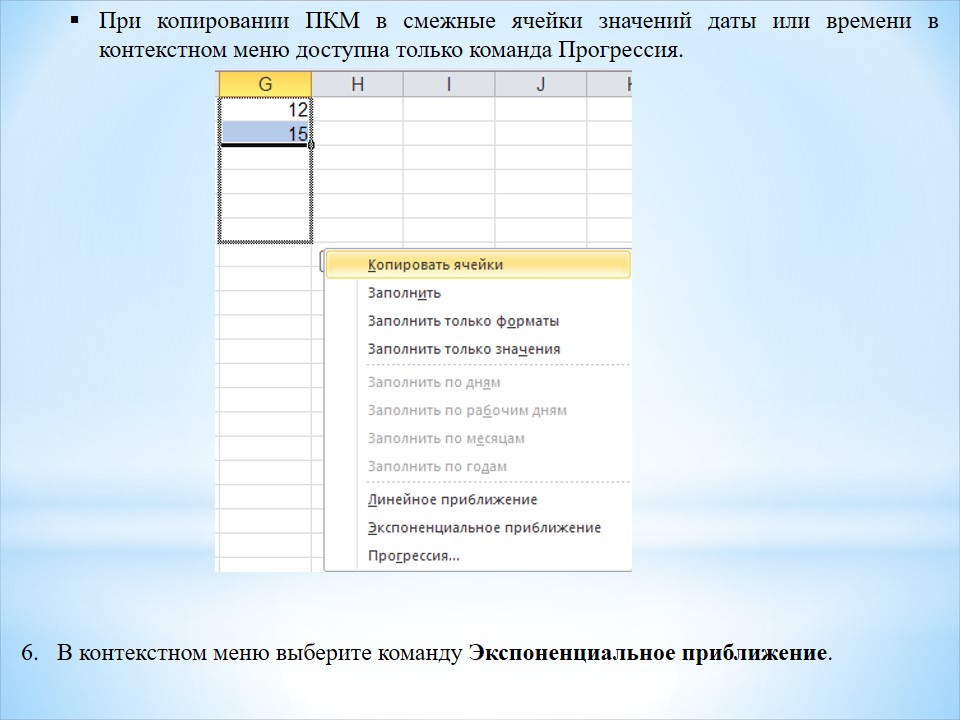 ▪ При копировании ПКМ в смежные ячейки значений даты или времени в
контекстном меню доступна только команда Прогрессия.
G H I J K
12
15
Копировать ячейки
Заполнить
Заполнить только форматы
Заполнить только значения
Заполнить по дням
Заполнить по рабочим дням
Заполнить по месяцам
Заполнить по годам
Линейное приближение
Экспоненциальное приближение
Прогрессия...
6. В контекстном меню выберите команду Экспоненциальное приближение.